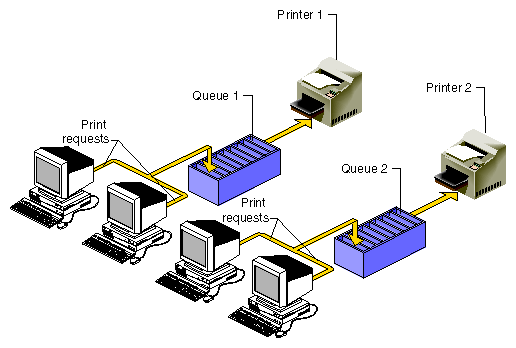 Printer 1
Printer 2
Queue 1
Print
requests
Queue 2
Print
requests